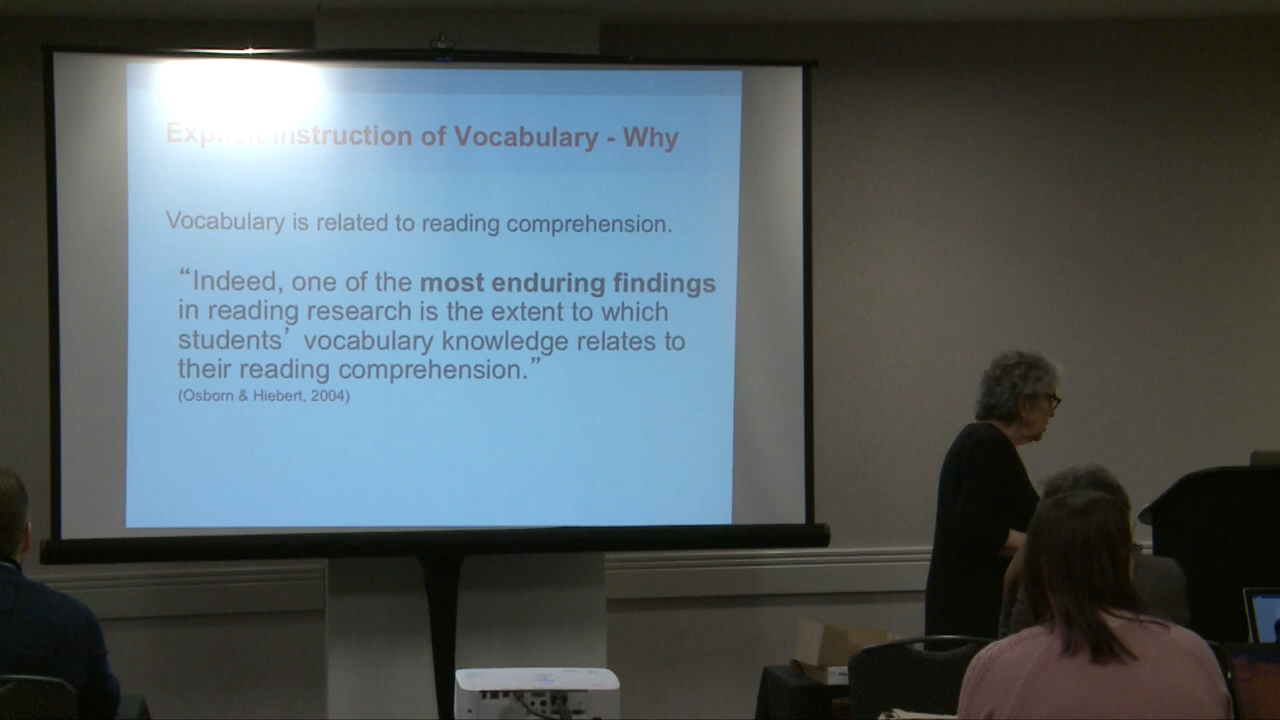 Explicit Instruction of Vocabulary - Why
Vocabulary is related to reading comprehension.
“Indeed, one of the most enduring findings
in reading research is the extent to which
students’ vocabulary knowledge relates to
their reading comprehension.”
(Osborn & Hiebert, 2004)